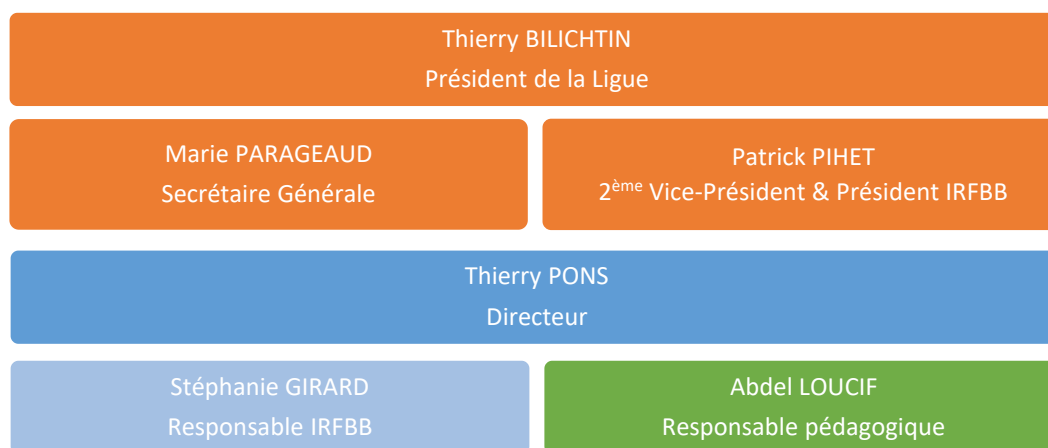 Thierry BILICHTIN
Président de la Ligue
Marie PARAGEAUD
Secrétaire Générale
Patrick PIHET
2ème Vice-Président & Président IRFBB
Thierry PONS
Directeur
Stéphanie GIRARD
Responsable IRFBB
Abdel LOUCIF
Responsable pédagogique